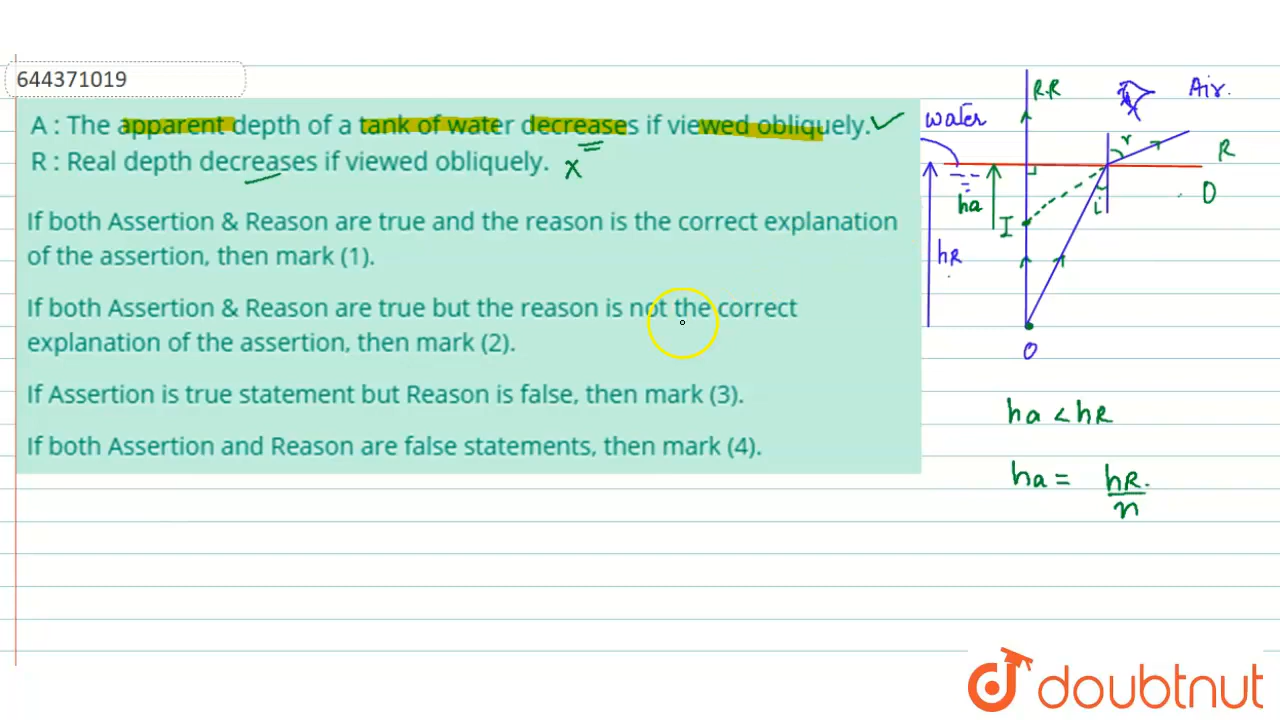 644371019
A : The apparent depth of a tank of water decreases if viewed obliquely. ✓
R : Real depth decreases if viewed obliquely. x
If both Assertion & Reason are true and the reason is the correct explanation
of the assertion, then mark (1).
If both Assertion & Reason are true but the reason is not the correct
explanation of the assertion, then mark (2).
If Assertion is true statement but Reason is false, then mark (3).
If both Assertion and Reason are false statements, then mark (4).
R.R
Air.
water
r
R
D
ha
i
I
hR
O
ha < hR
ha = hR/n
doubtnut